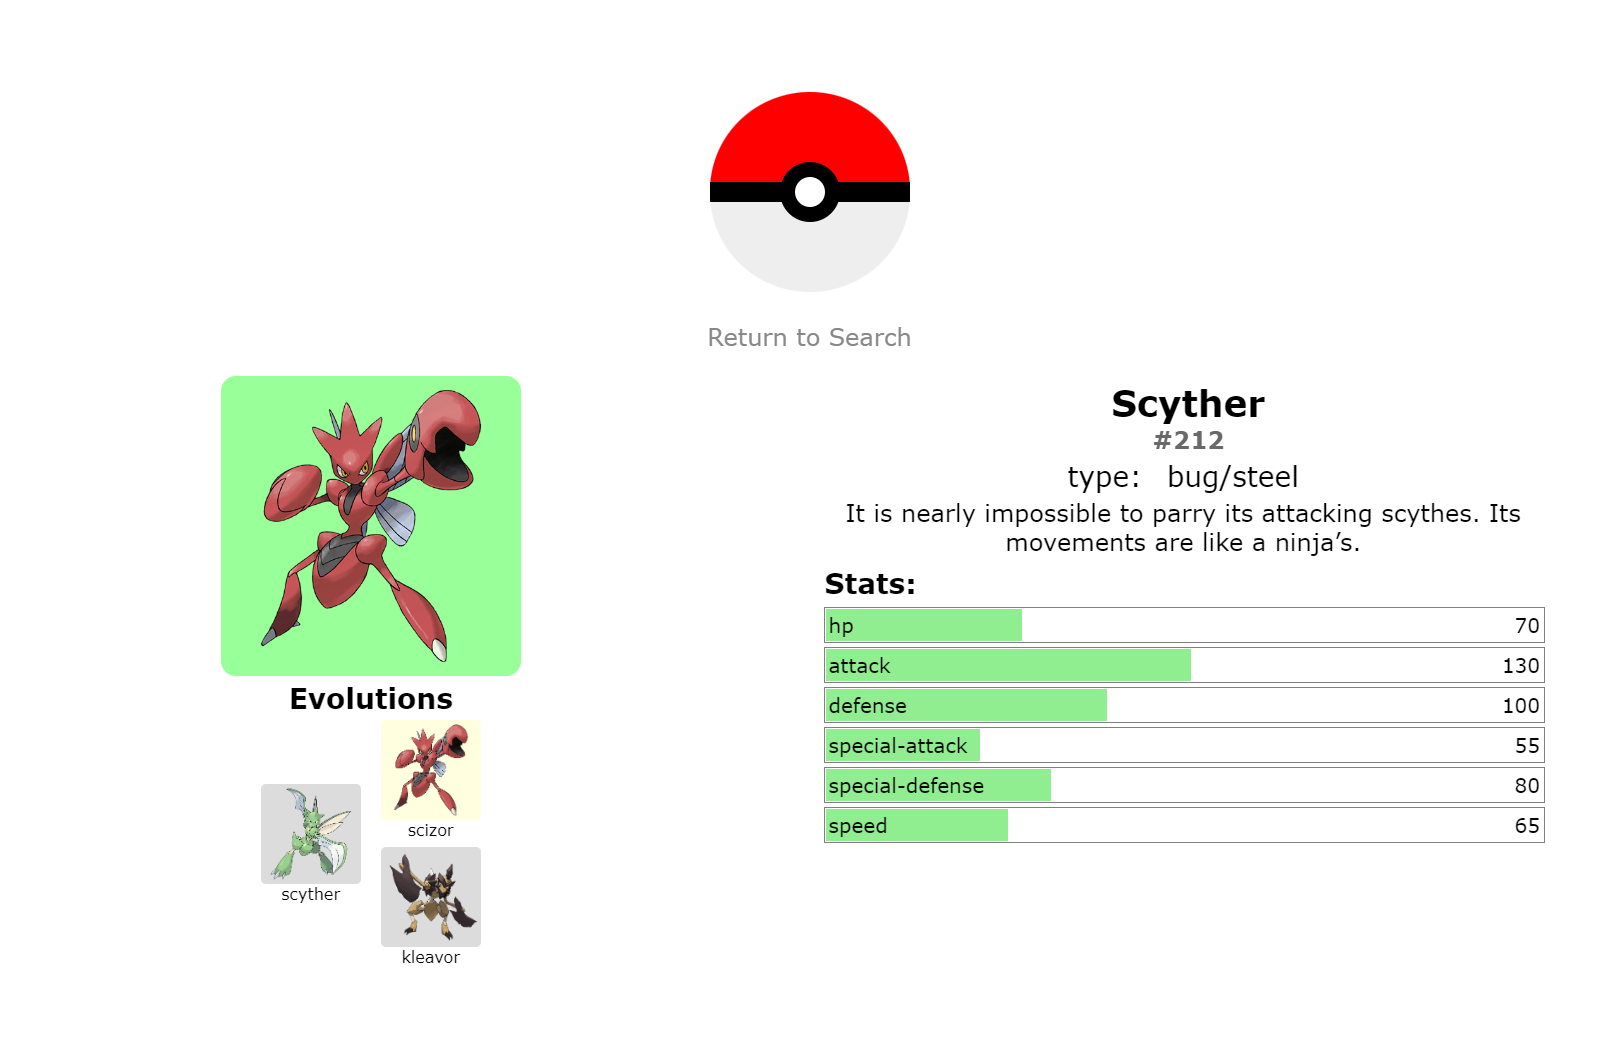 Return to Search
Scyther
#212
type: bug/steel
It is nearly impossible to parry its attacking scythes. Its
movements are like a ninja’s.
Stats:
hp 70
attack 130
defense 100
special-attack 55
special-defense 80
speed 65
Evolutions
scizor
scyther
kleavor